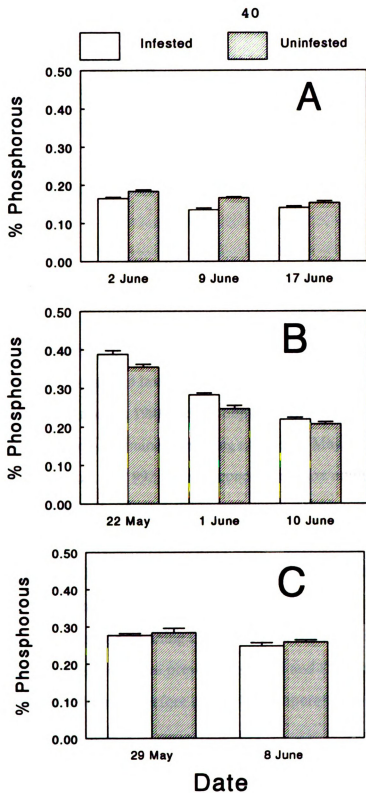 40
Infested Uninfested
0.50
A
0.40
% Phosphorous
0.30
0.20
0.10
0.00
2 June 9 June 17 June
0.50
B
0.40
% Phosphorous
0.30
0.20
0.10
0.00
22 May 1 June 10 June
0.50
C
0.40
% Phosphorous
0.30
0.20
0.10
0.00
29 May 8 June
Date